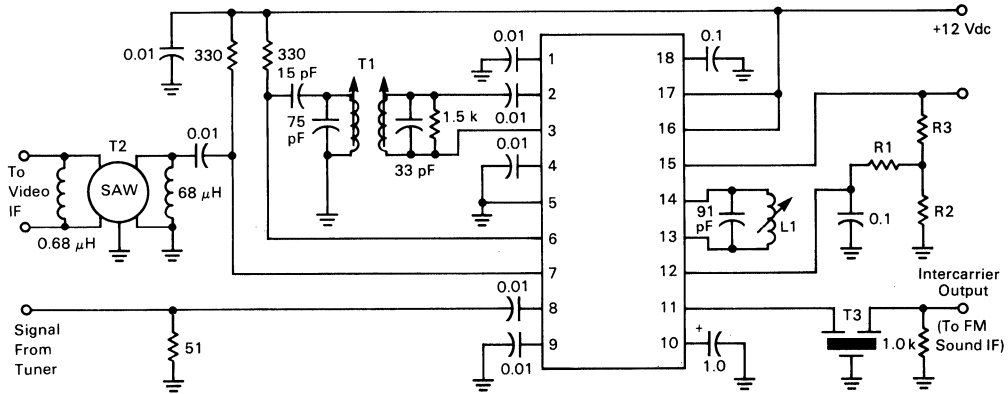 +12 Vdc
0.01
330
330
15 pF
T1
75 pF
33 pF
1.5 k
0.01
0.01
0.01
0.1
1
2
3
4
5
6
7
8
9
18
17
16
15
14
13
12
11
10
T2
0.01
To
Video
IF
SAW
68 μH
0.68 μH
R3
R1
R2
0.1
91
pF
L1
Intercarrier
Output
(To FM
Sound IF)
T3
1.0 k
+
1.0
0.01
0.01
Signal
From
Tuner
51